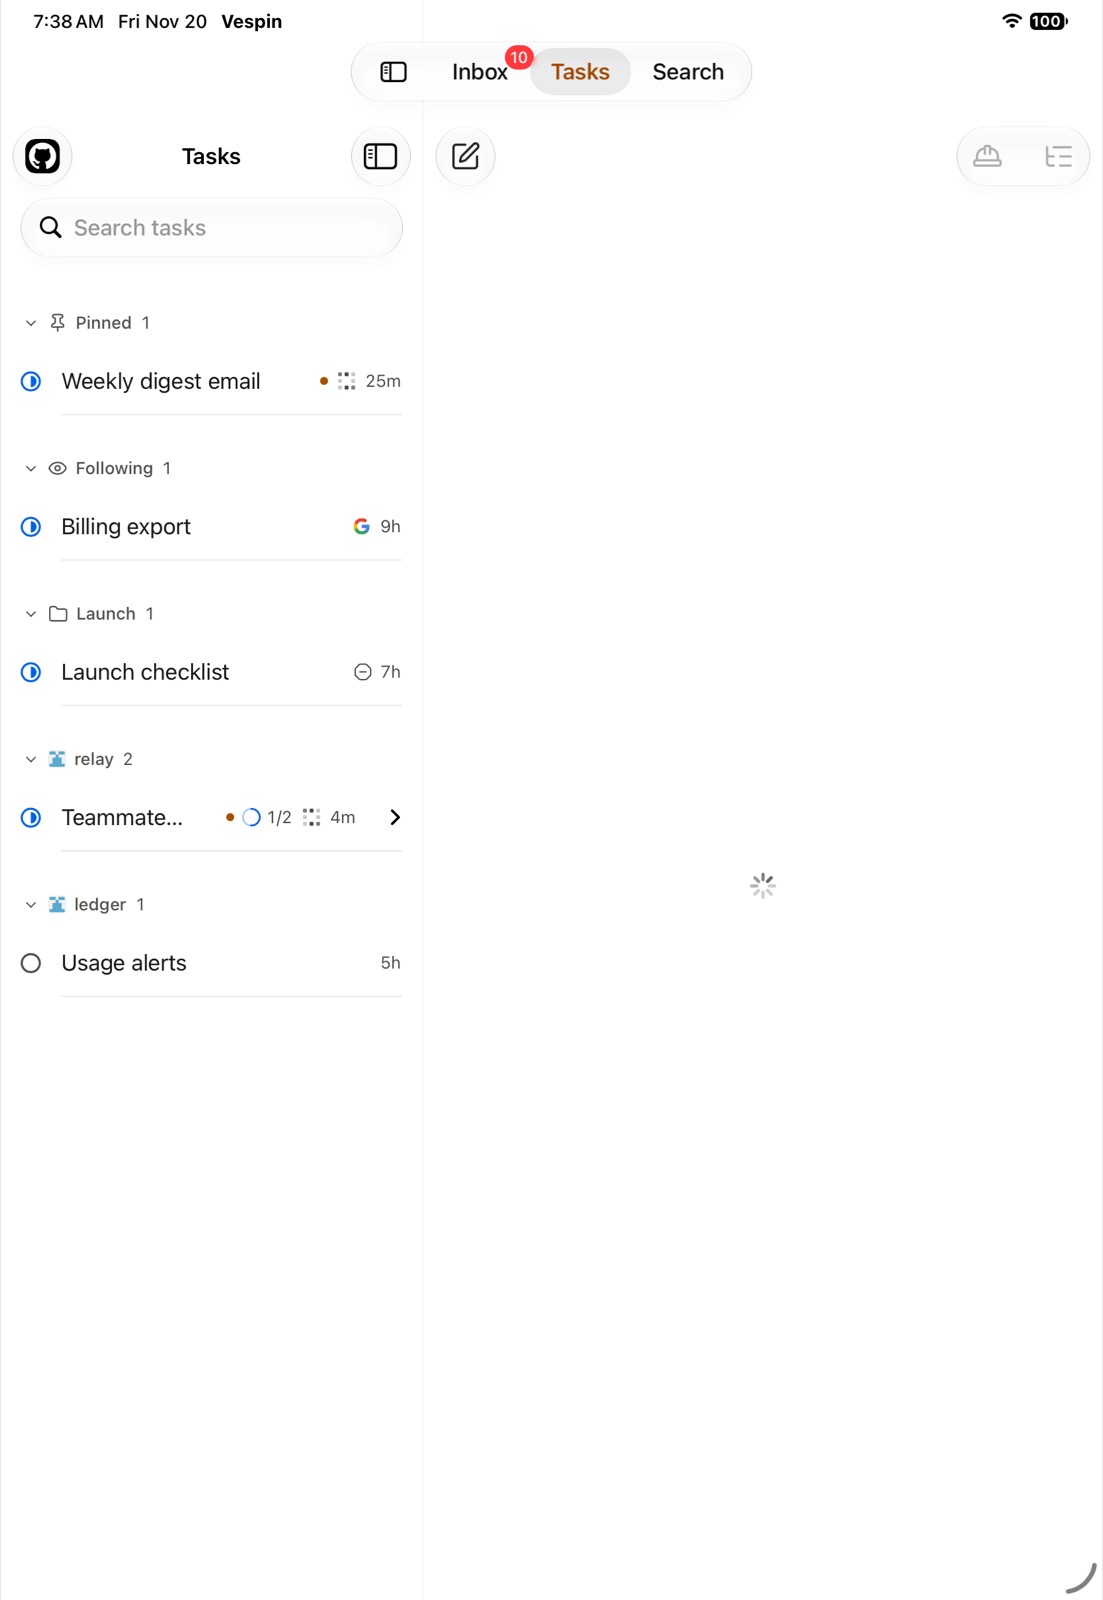 7:38 AM Fri Nov 20 Vespin
100
Inbox 10 Tasks Search
Tasks
Search tasks
Pinned 1
Weekly digest email 25m
Following 1
Billing export 9h
Launch 1
Launch checklist 7h
relay 2
Teammate... 1/2 4m
ledger 1
Usage alerts 5h